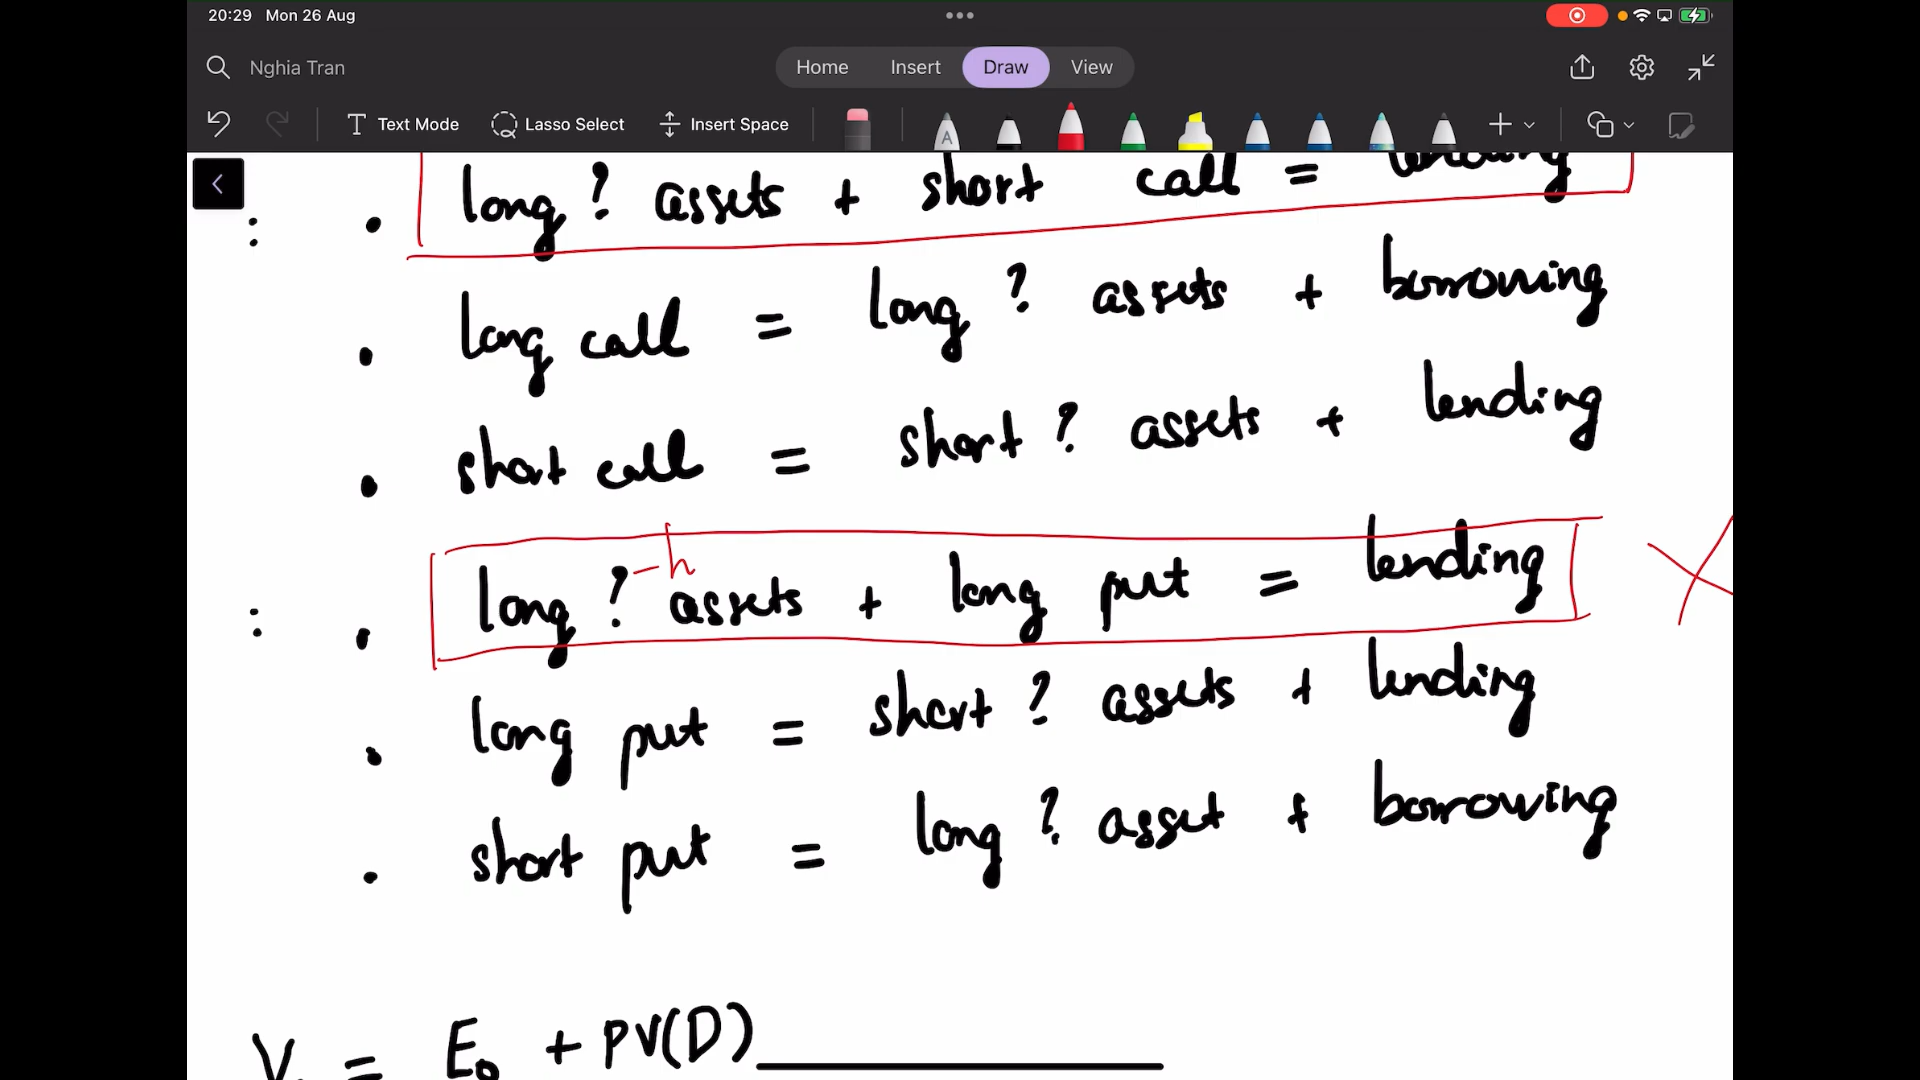 20:29 Mon 26 Aug
Nghia Tran
Home Insert Draw View
Text Mode Lasso Select Insert Space A
: • long ? assets + short call = lending
• long call = long ? assets + borrowing
• short call = short ? assets + lending
-h
: • long ? assets + long put = lending
• long put = short ? assets + lending
• short put = long ? asset + borrowing
V = E0 + PV(D)